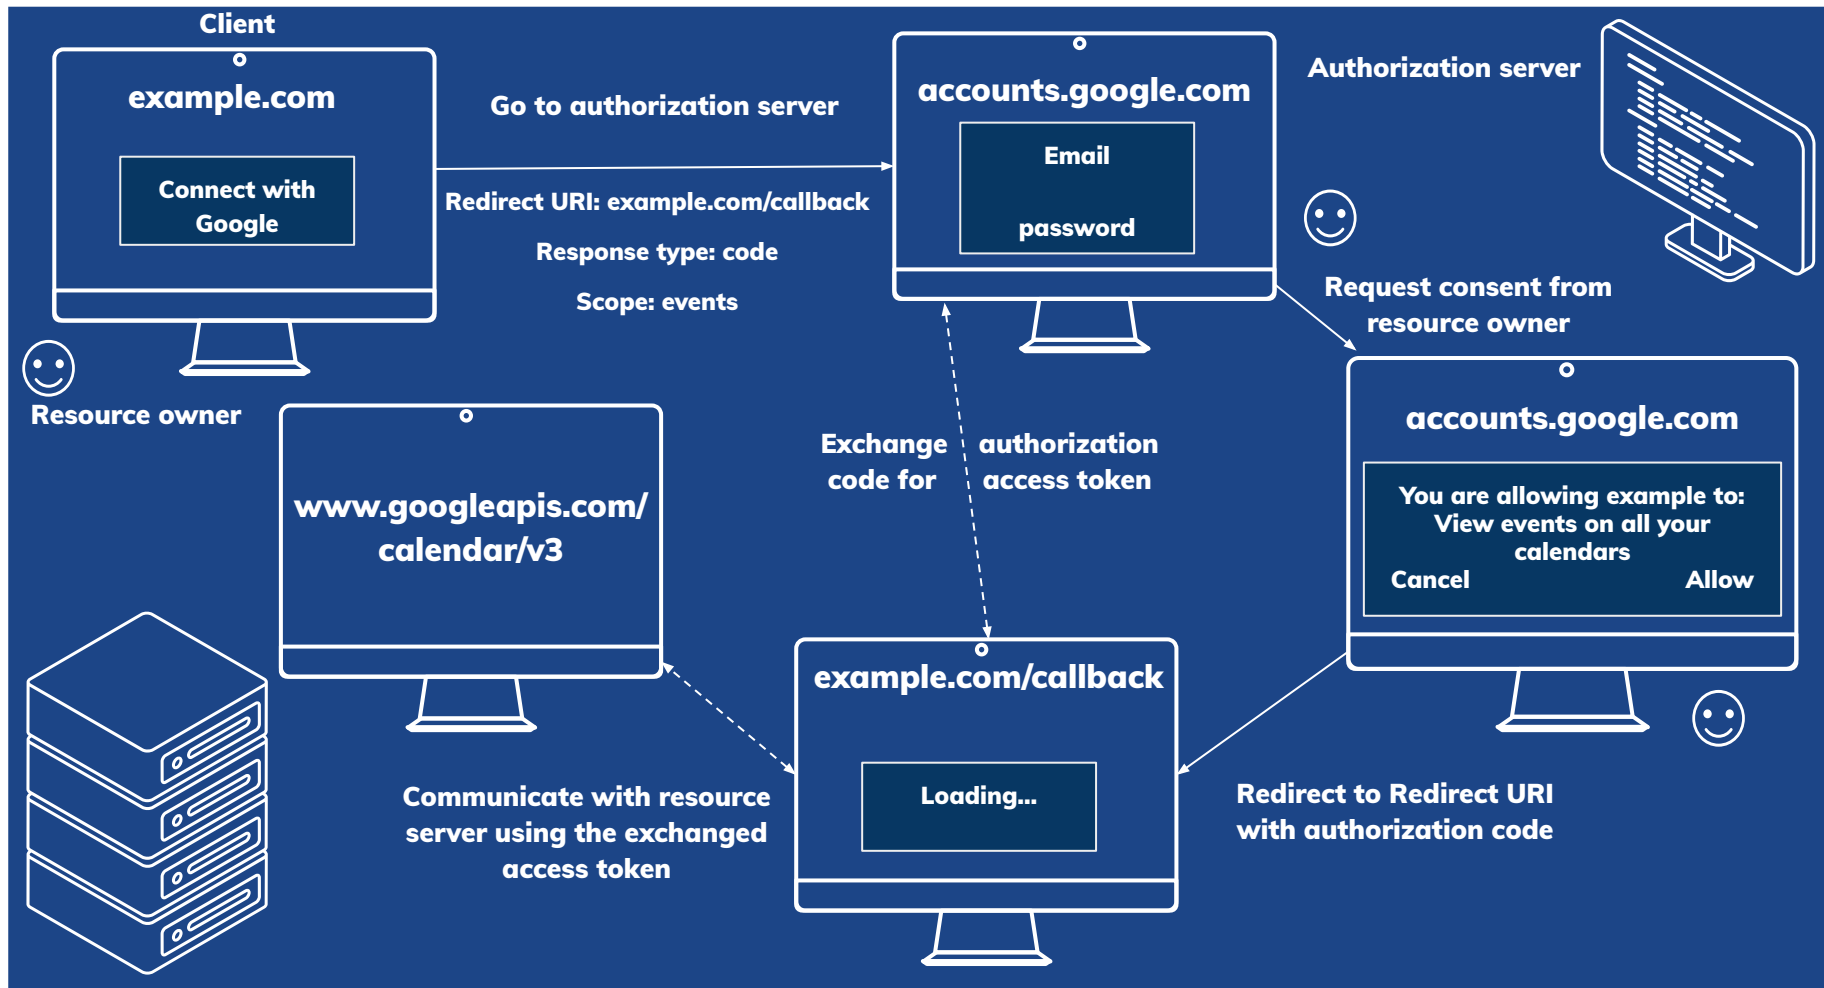 Client
example.com
Connect with
Google
Resource owner
Go to authorization server
Redirect URI: example.com/callback
Response type: code
Scope: events
accounts.google.com
Email
password
Authorization server
Request consent from
resource owner
accounts.google.com
You are allowing example to:
View events on all your
calendars
Cancel Allow
Redirect to Redirect URI
with authorization code
Exchange authorization
code for access token
example.com/callback
Loading...
Communicate with resource
server using the exchanged
access token
www.googleapis.com/
calendar/v3